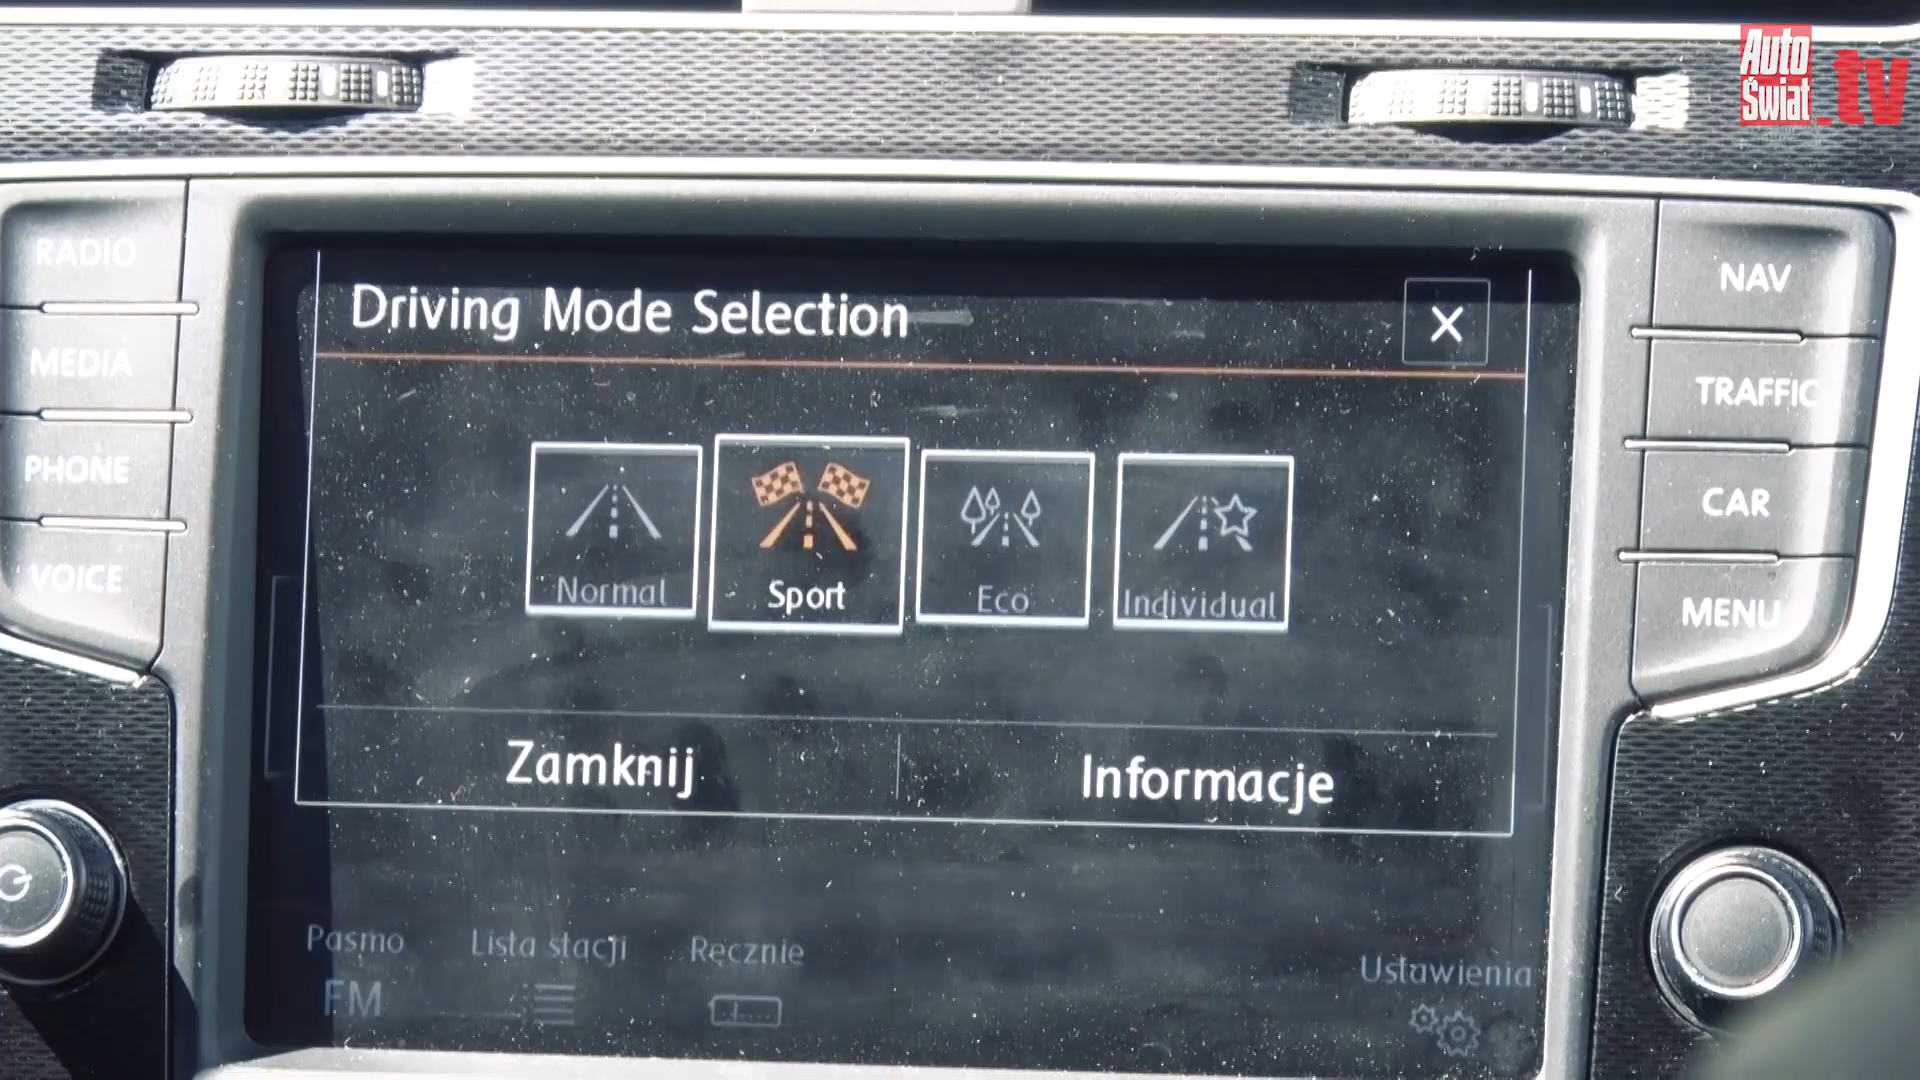 Auto
Świat
.tv
RADIO
MEDIA
PHONE
VOICE
Driving Mode Selection
Normal
Sport
Eco
Individual
Zamknij
Informacje
Pasmo
FM
Lista stacji
Ręcznie
Ustawienia
NAV
TRAFFIC
CAR
MENU